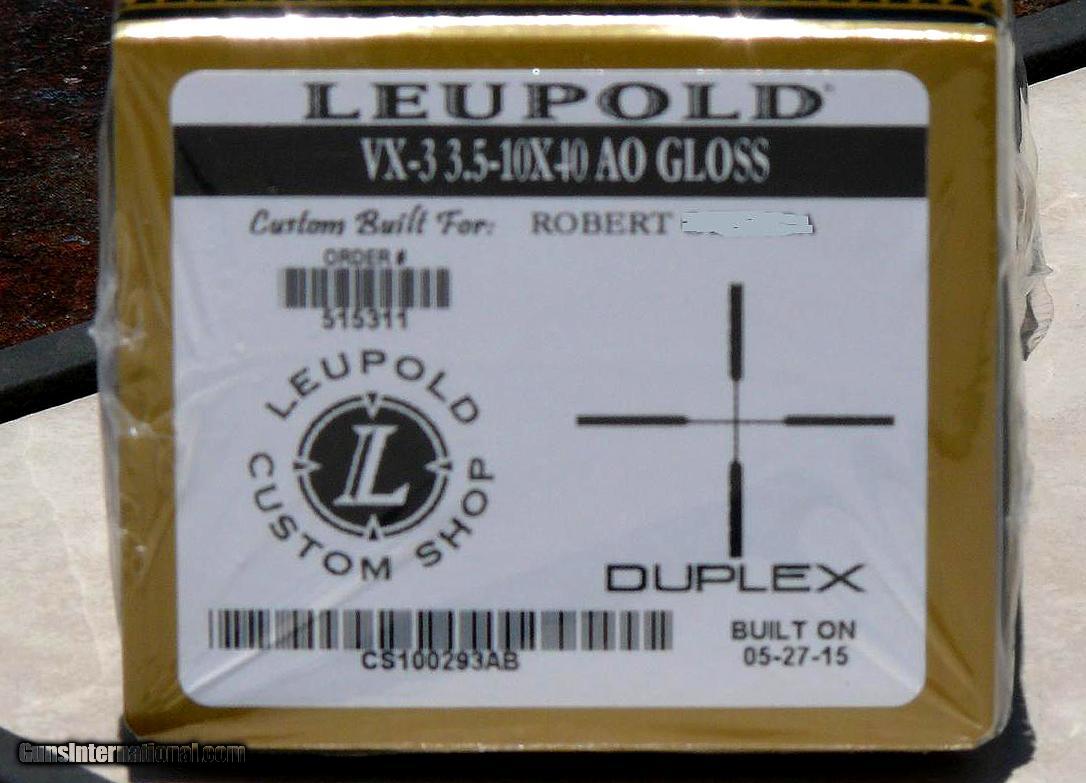 LEUPOLD
VX-3 3.5-10X40 AO GLOSS
Custom Built For: ROBERT
ORDER #
515311
LEUPOLD
CUSTOM SHOP
L
DUPLEX
CS100293AB
BUILT ON
05-27-15
GunsInternational.com